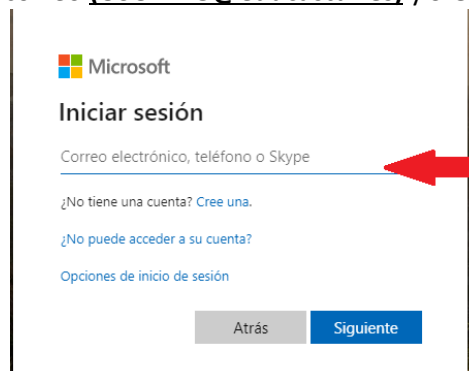 Microsoft
Iniciar sesión
Correo electrónico, teléfono o Skype
¿No tiene una cuenta? Cree una.
¿No puede acceder a su cuenta?
Opciones de inicio de sesión
Atrás
Siguiente